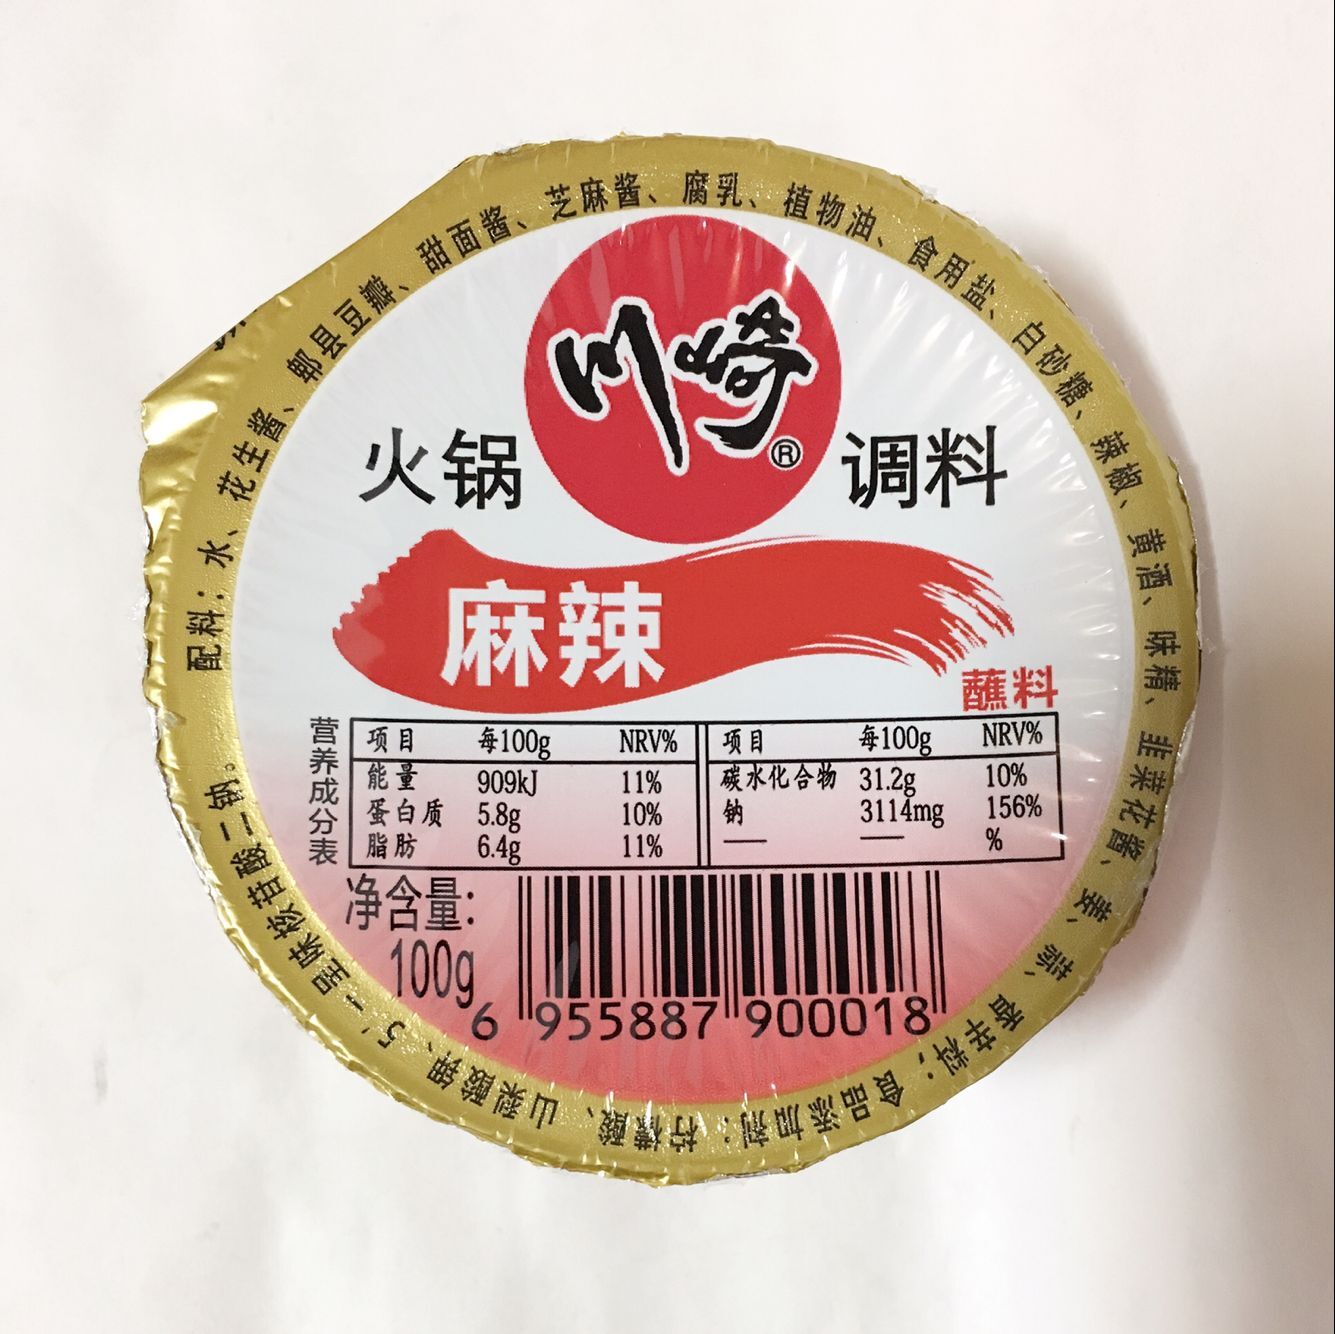 川崎®
火锅 调料
麻辣
蘸料
营养成分表
项目 每100g NRV% 项目 每100g NRV%
能量 909kJ 11% 碳水化合物 31.2g 10%
蛋白质 5.8g 10% 钠 3114mg 156%
脂肪 6.4g 11% —— —— %
净含量:
100g
6 955887 900018
配料：水、花生酱、郫县豆瓣、甜面酱、芝麻酱、腐乳、植物油、食用盐、白砂糖、辣椒、黄酒、味精、韭菜花酱、姜、蒜、香辛料；食品添加剂：柠檬酸、山梨酸钾、5'－呈味核苷酸二钠。